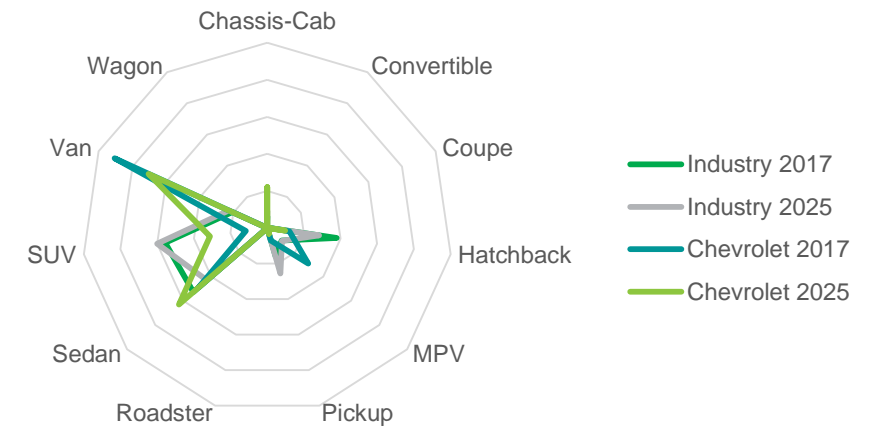 Chassis-Cab
Wagon
Convertible
Van
Coupe
SUV
Hatchback
Sedan
MPV
Roadster
Pickup
Industry 2017
Industry 2025
Chevrolet 2017
Chevrolet 2025